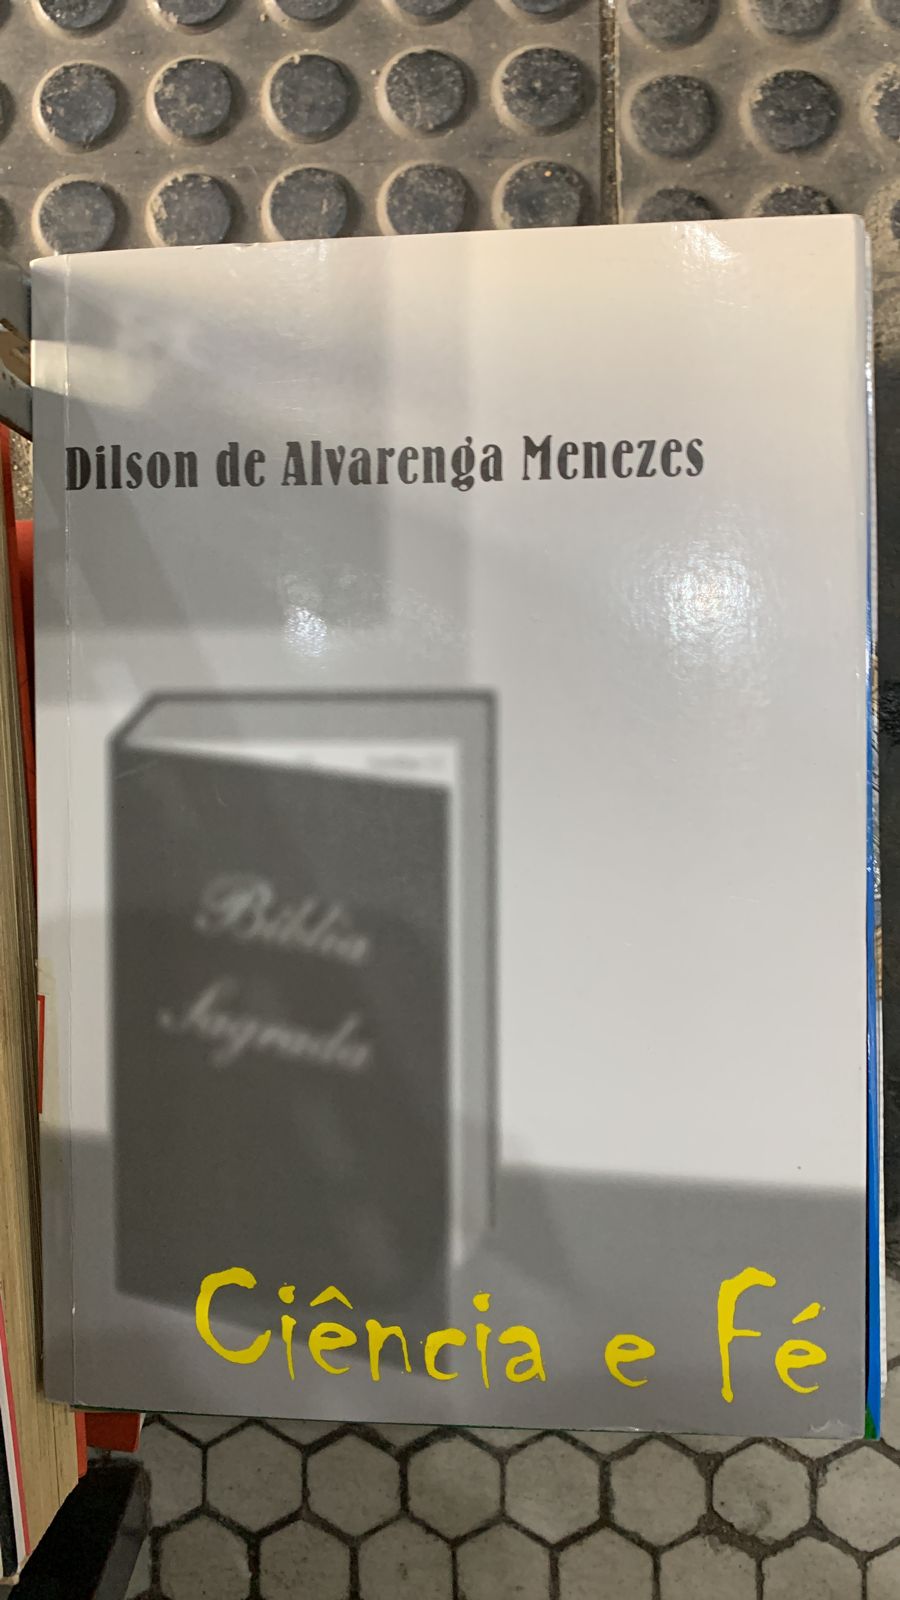 Dilson de Alvarenga Menezes
Bíblia
Sagrada
Ciência e Fé